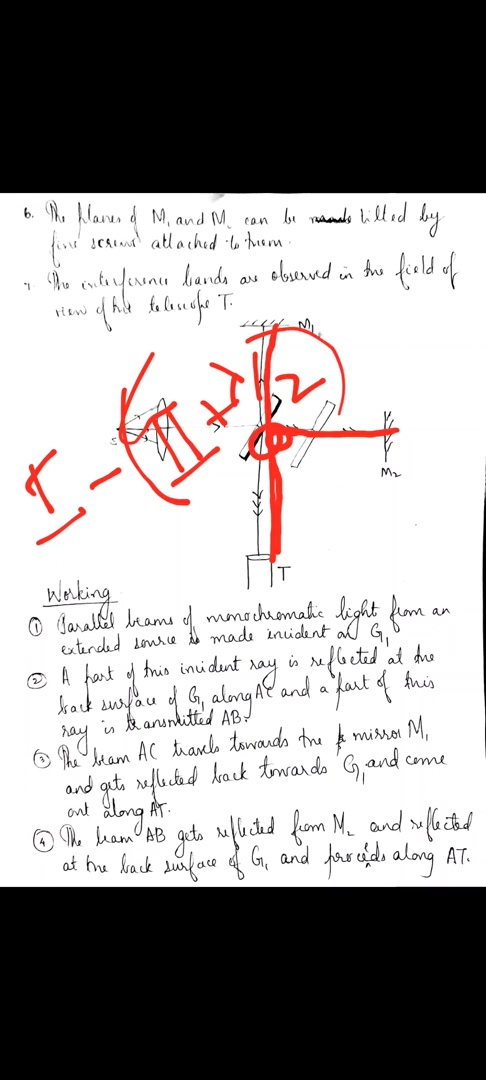 6. The planes of M, and M, can be tilted by
fine screws attached to them.
7. The interference bands are observed in the field of
view of the telescope T.
M1
S
M2
T
Working
① Parallel beams of monochromatic light from an
extended source is made incident on G1
② A part of this incident ray is reflected at the
back surface of G1 along AC and a part of this
ray is transmitted AB.
③ The beam AC travels towards the mirror M1
and gets reflected back towards G1 and come
out along AT.
④ The beam AB gets reflected from M2 and reflected
at the back surface of G1 and proceeds along AT.